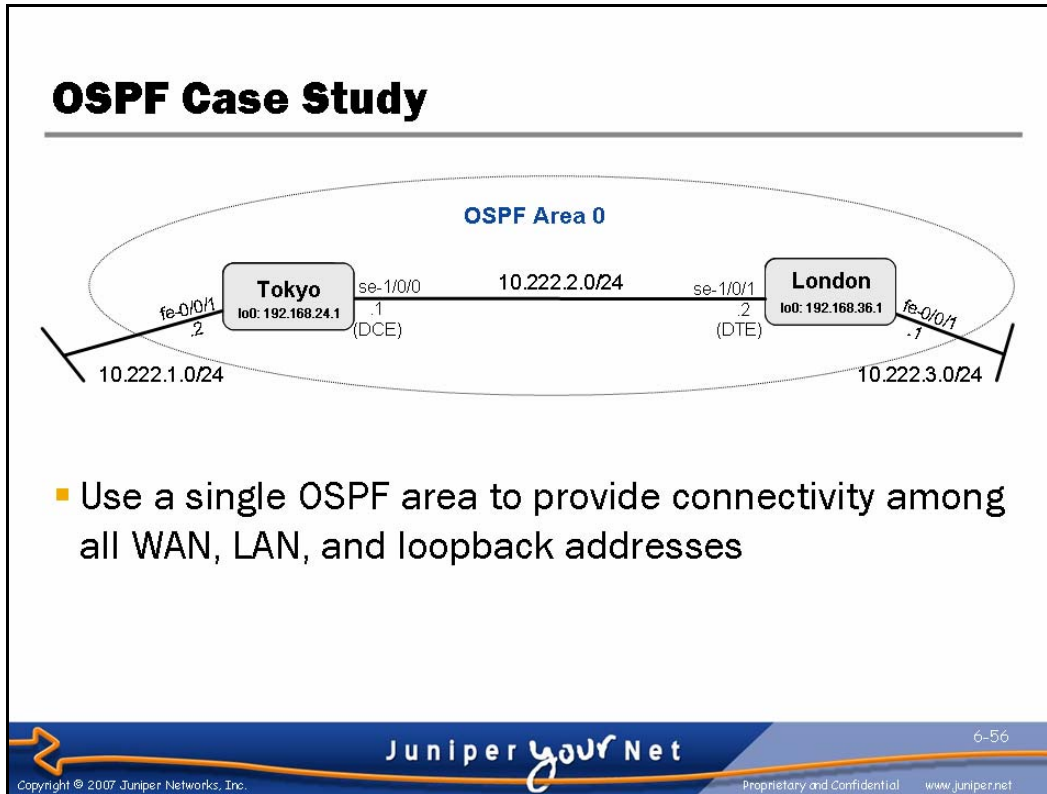 OSPF Case Study
OSPF Area 0
Tokyo
lo0: 192.168.24.1
fe-0/0/1
.2
10.222.1.0/24
se-1/0/0
.1
(DCE)
10.222.2.0/24
se-1/0/1
.2
(DTE)
London
lo0: 192.168.36.1
fe-0/0/1
.1
10.222.3.0/24
Use a single OSPF area to provide connectivity among
all WAN, LAN, and loopback addresses
Juniper your Net
6-56
Copyright © 2007 Juniper Networks, Inc.
Proprietary and Confidential
www.juniper.net